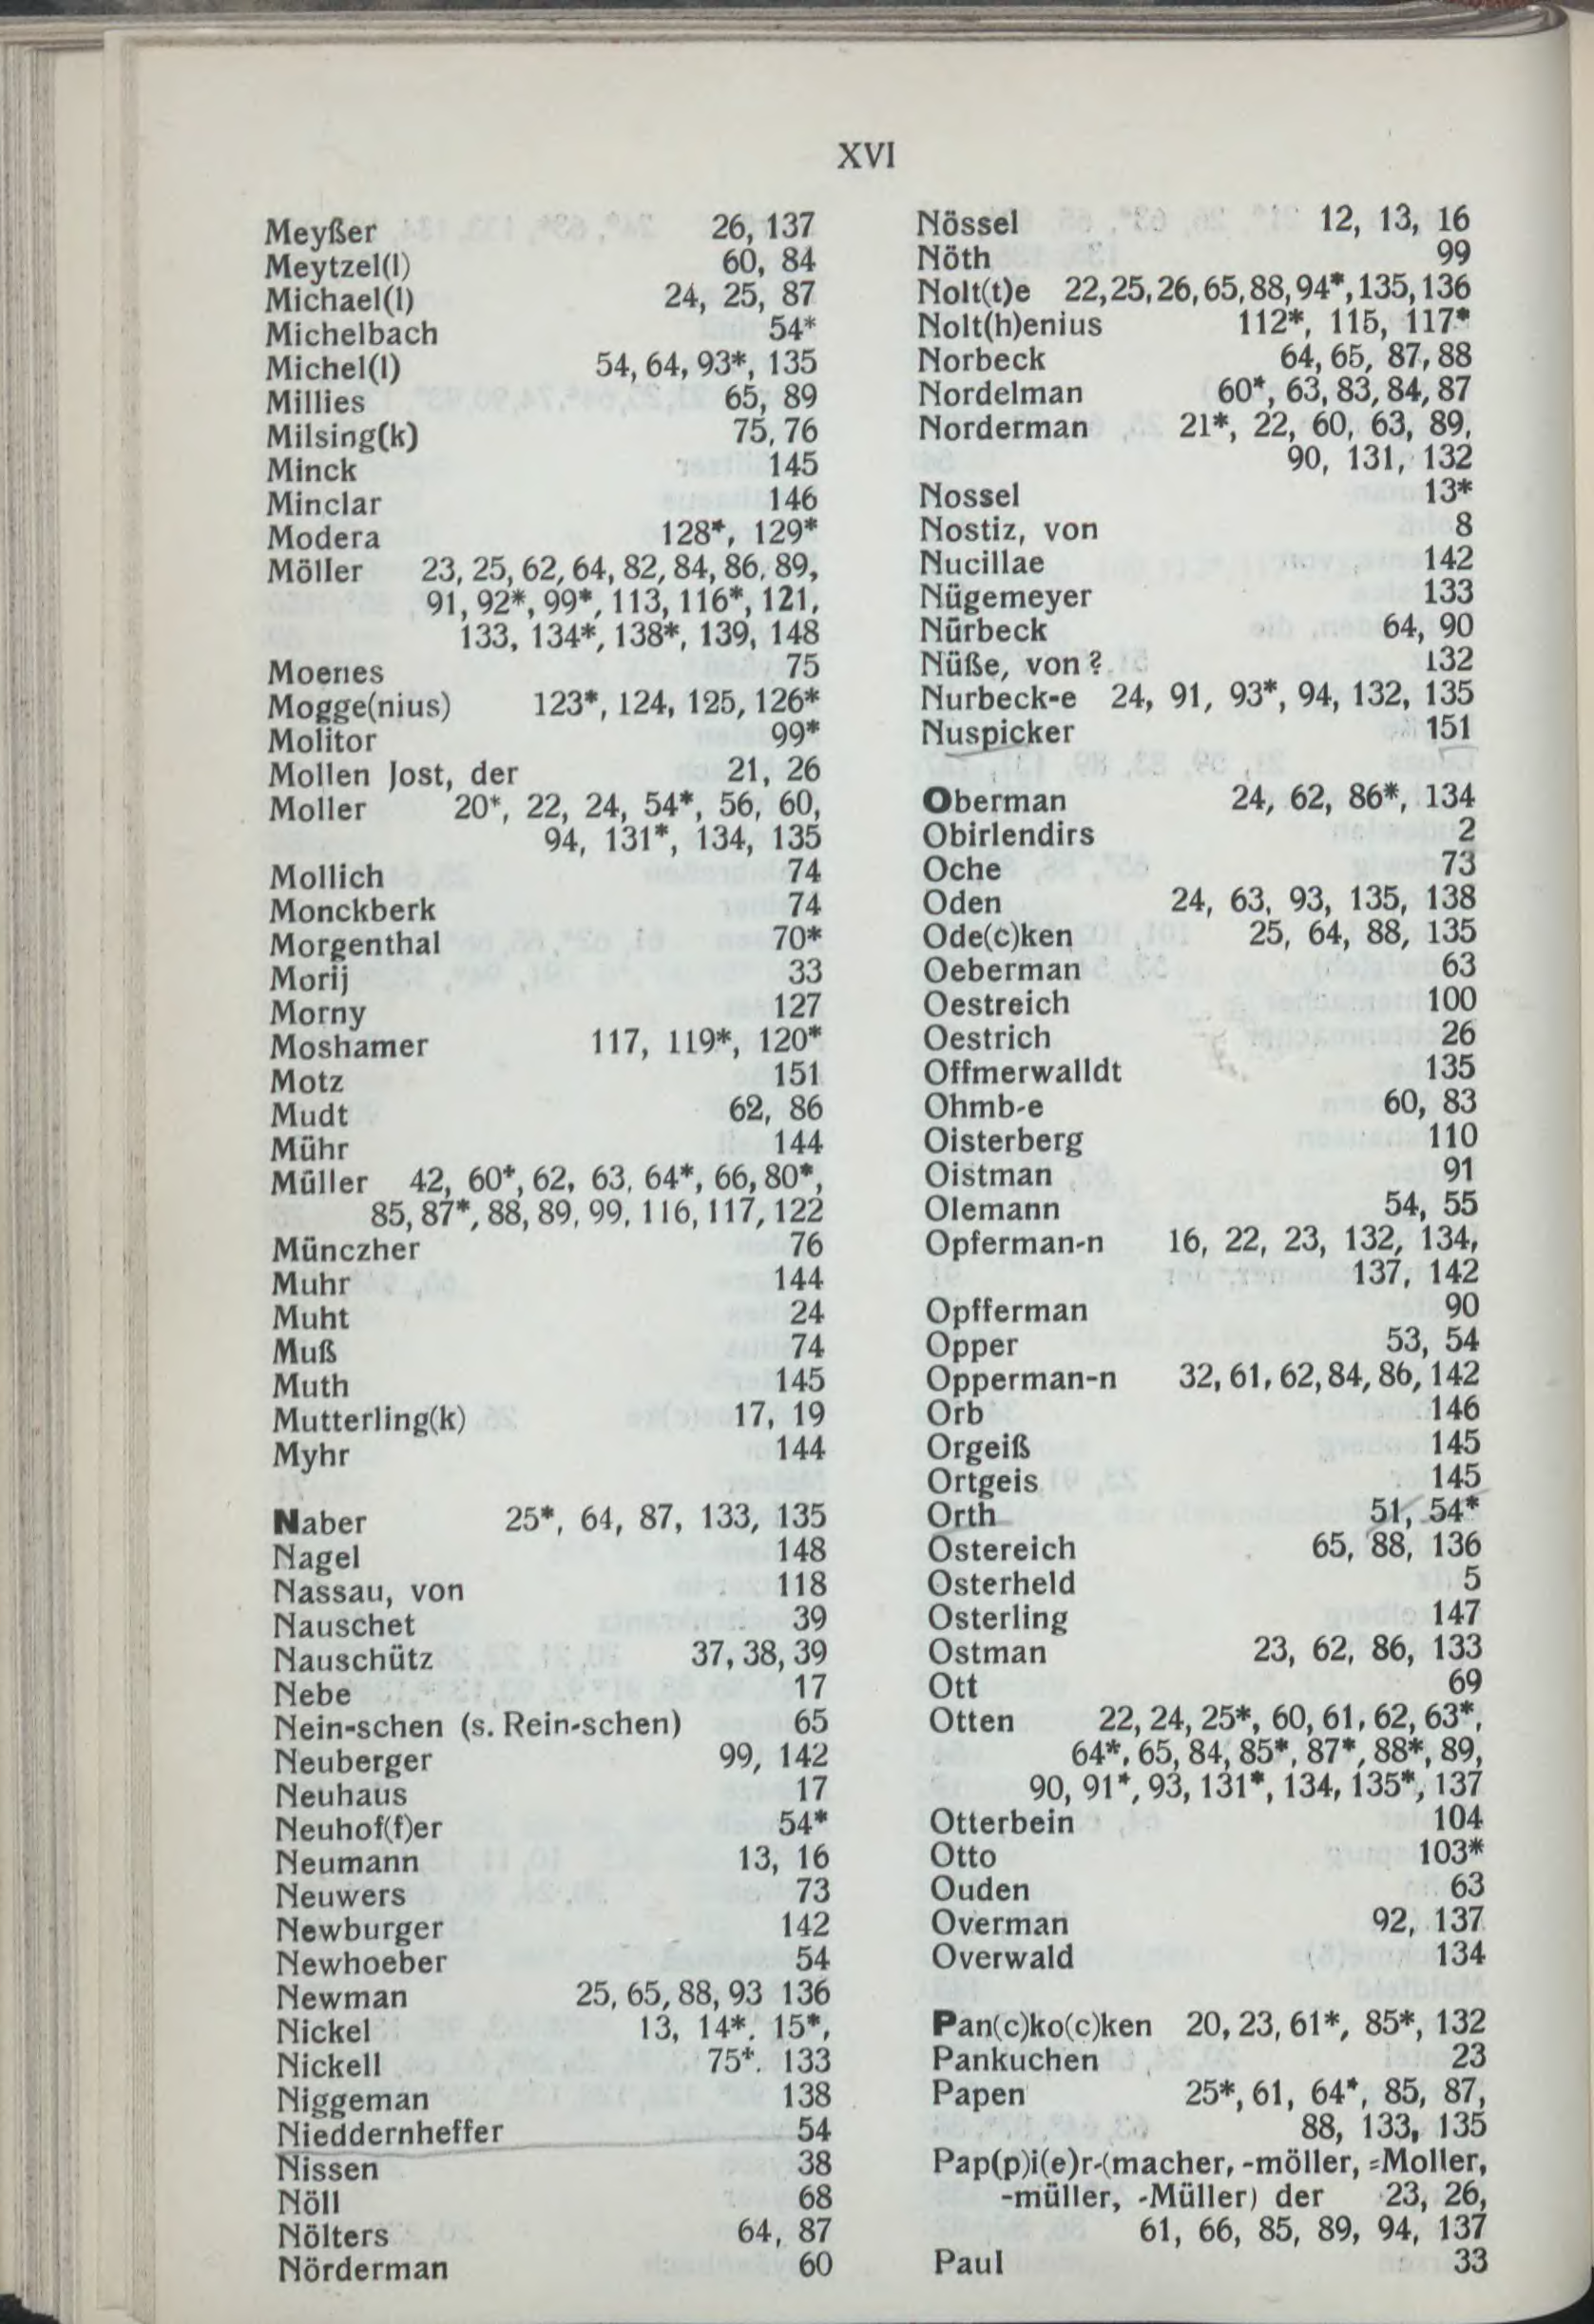 XVI
Meyßer 26, 137
Meytzel(l) 60, 84
Michael(l) 24, 25, 87
Michelbach 54*
Michel(l) 54, 64, 93*, 135
Millies 65, 89
Milsing(k) 75, 76
Minck 145
Minclar 146
Modera 128*, 129*
Möller 23, 25, 62, 64, 82, 84, 86, 89,
91, 92*, 99*, 113, 116*, 121,
133, 134*, 138*, 139, 148
Moenes 75
Mogge(nius) 123*, 124, 125, 126*
Molitor 99*
Mollen Jost, der 21, 26
Moller 20*, 22, 24, 54*, 56, 60,
94, 131*, 134, 135
Mollich 74
Monckberk 74
Morgenthal 70*
Morij 33
Morny 127
Moshamer 117, 119*, 120*
Motz 151
Mudt 62, 86
Mühr 144
Müller 42, 60*, 62, 63, 64*, 66, 80*,
85, 87*, 88, 89, 99, 116, 117, 122
Münczher 76
Muhr 144
Muht 24
Muß 74
Muth 145
Mutterling(k) 17, 19
Myhr 144
Naber 25*, 64, 87, 133, 135
Nagel 148
Nassau, von 118
Nauschet 39
Nauschütz 37, 38, 39
Nebe 17
Nein-schen (s. Rein-schen) 65
Neuberger 99, 142
Neuhaus 17
Neuhof(f)er 54*
Neumann 13, 16
Neuwers 73
Newburger 142
Newhoeber 54
Newman 25, 65, 88, 93 136
Nickel 13, 14*. 15*,
Nickell 75*. 133
Niggeman 138
Nieddernheffer 54
Nissen 38
Nöll 68
Nölters 64, 87
Nörderman 60
Nössel 12, 13, 16
Nöth 99
Nolt(t)e 22, 25, 26, 65, 88, 94*, 135, 136
Nolt(h)enius 112*, 115, 117*
Norbeck 64, 65, 87, 88
Nordelman 60*, 63, 83, 84, 87
Norderman 21*, 22, 60, 63, 89,
90, 131, 132
Nossel 13*
Nostiz, von 8
Nucillae 142
Nügemeyer 133
Nürbeck 64, 90
Nüße, von? 132
Nurbeck-e 24, 91, 93*, 94, 132, 135
Nuspicker 151
Oberman 24, 62, 86*, 134
Obirlendirs 2
Oche 73
Oden 24, 63, 93, 135, 138
Ode(c)ken 25, 64, 88, 135
Oeberman 63
Oestreich 100
Oestrich 26
Offmerwalldt 135
Ohmb-e 60, 83
Oisterberg 110
Oistman 91
Olemann 54, 55
Opferman-n 16, 22, 23, 132, 134,
137, 142
Opfferman 90
Opper 53, 54
Opperman-n 32, 61, 62, 84, 86, 142
Orb 146
Orgeiß 145
Ortgeis 145
Orth 51, 54*
Ostereich 65, 88, 136
Osterheld 5
Osterling 147
Ostman 23, 62, 86, 133
Ott 69
Otten 22, 24, 25*, 60, 61, 62, 63*,
64*, 65, 84, 85*, 87*, 88*, 89,
90, 91*, 93, 131*, 134, 135*, 137
Otterbein 104
Otto 103*
Ouden 63
Overman 92, 137
Overwald 134
Pan(c)ko(c)ken 20, 23, 61*, 85*, 132
Pankuchen 23
Papen 25*, 61, 64*, 85, 87,
88, 133, 135
Pap(p)i(e)r-(macher, -möller, =Moller,
-müller, -Müller) der 23, 26,
61, 66, 85, 89, 94, 137
Paul 33